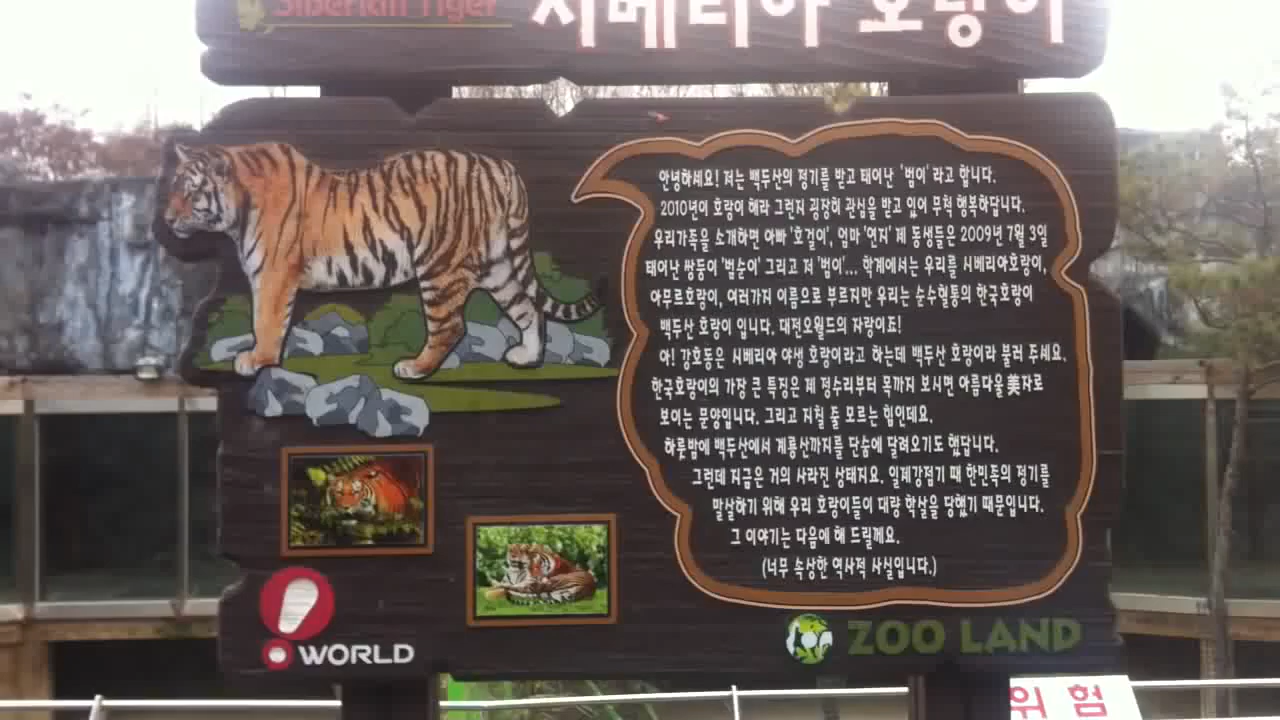 Siberian Tiger
시베리아 호랑이
안녕하세요! 저는 백두산의 정기를 받고 태어난 '범이' 라고 합니다.
2010년이 호랑이 해라 그런지 굉장히 관심을 받고 있어 무척 행복하답니다.
우리가족을 소개하면 아빠 '호걸이', 엄마 '연지' 제 동생들은 2009년 7월 3일
태어난 쌍둥이 '범순이' 그리고 저 '범이'... 학계에서는 우리를 시베리아호랑이,
아무르호랑이, 여러가지 이름으로 부르지만 우리는 순수혈통의 한국호랑이
백두산 호랑이 입니다. 대전오월드의 자랑이죠!
아! 강호동은 시베리아 야생 호랑이라고 하는데 백두산 호랑이라 불러 주세요.
한국호랑이의 가장 큰 특징은 제 정수리부터 목까지 보시면 아름다울 美자로
보이는 문양입니다. 그리고 지칠 줄 모르는 힘인데요.
하룻밤에 백두산에서 계룡산까지를 단숨에 달려오기도 했답니다.
그런데 지금은 거의 사라진 상태지요. 일제강점기 때 한민족의 정기를
말살하기 위해 우리 호랑이들이 대량 학살을 당했기 때문입니다.
그 이야기는 다음에 해 드릴께요.
(너무 속상한 역사적 사실입니다.)
WORLD
ZOO LAND
위 험